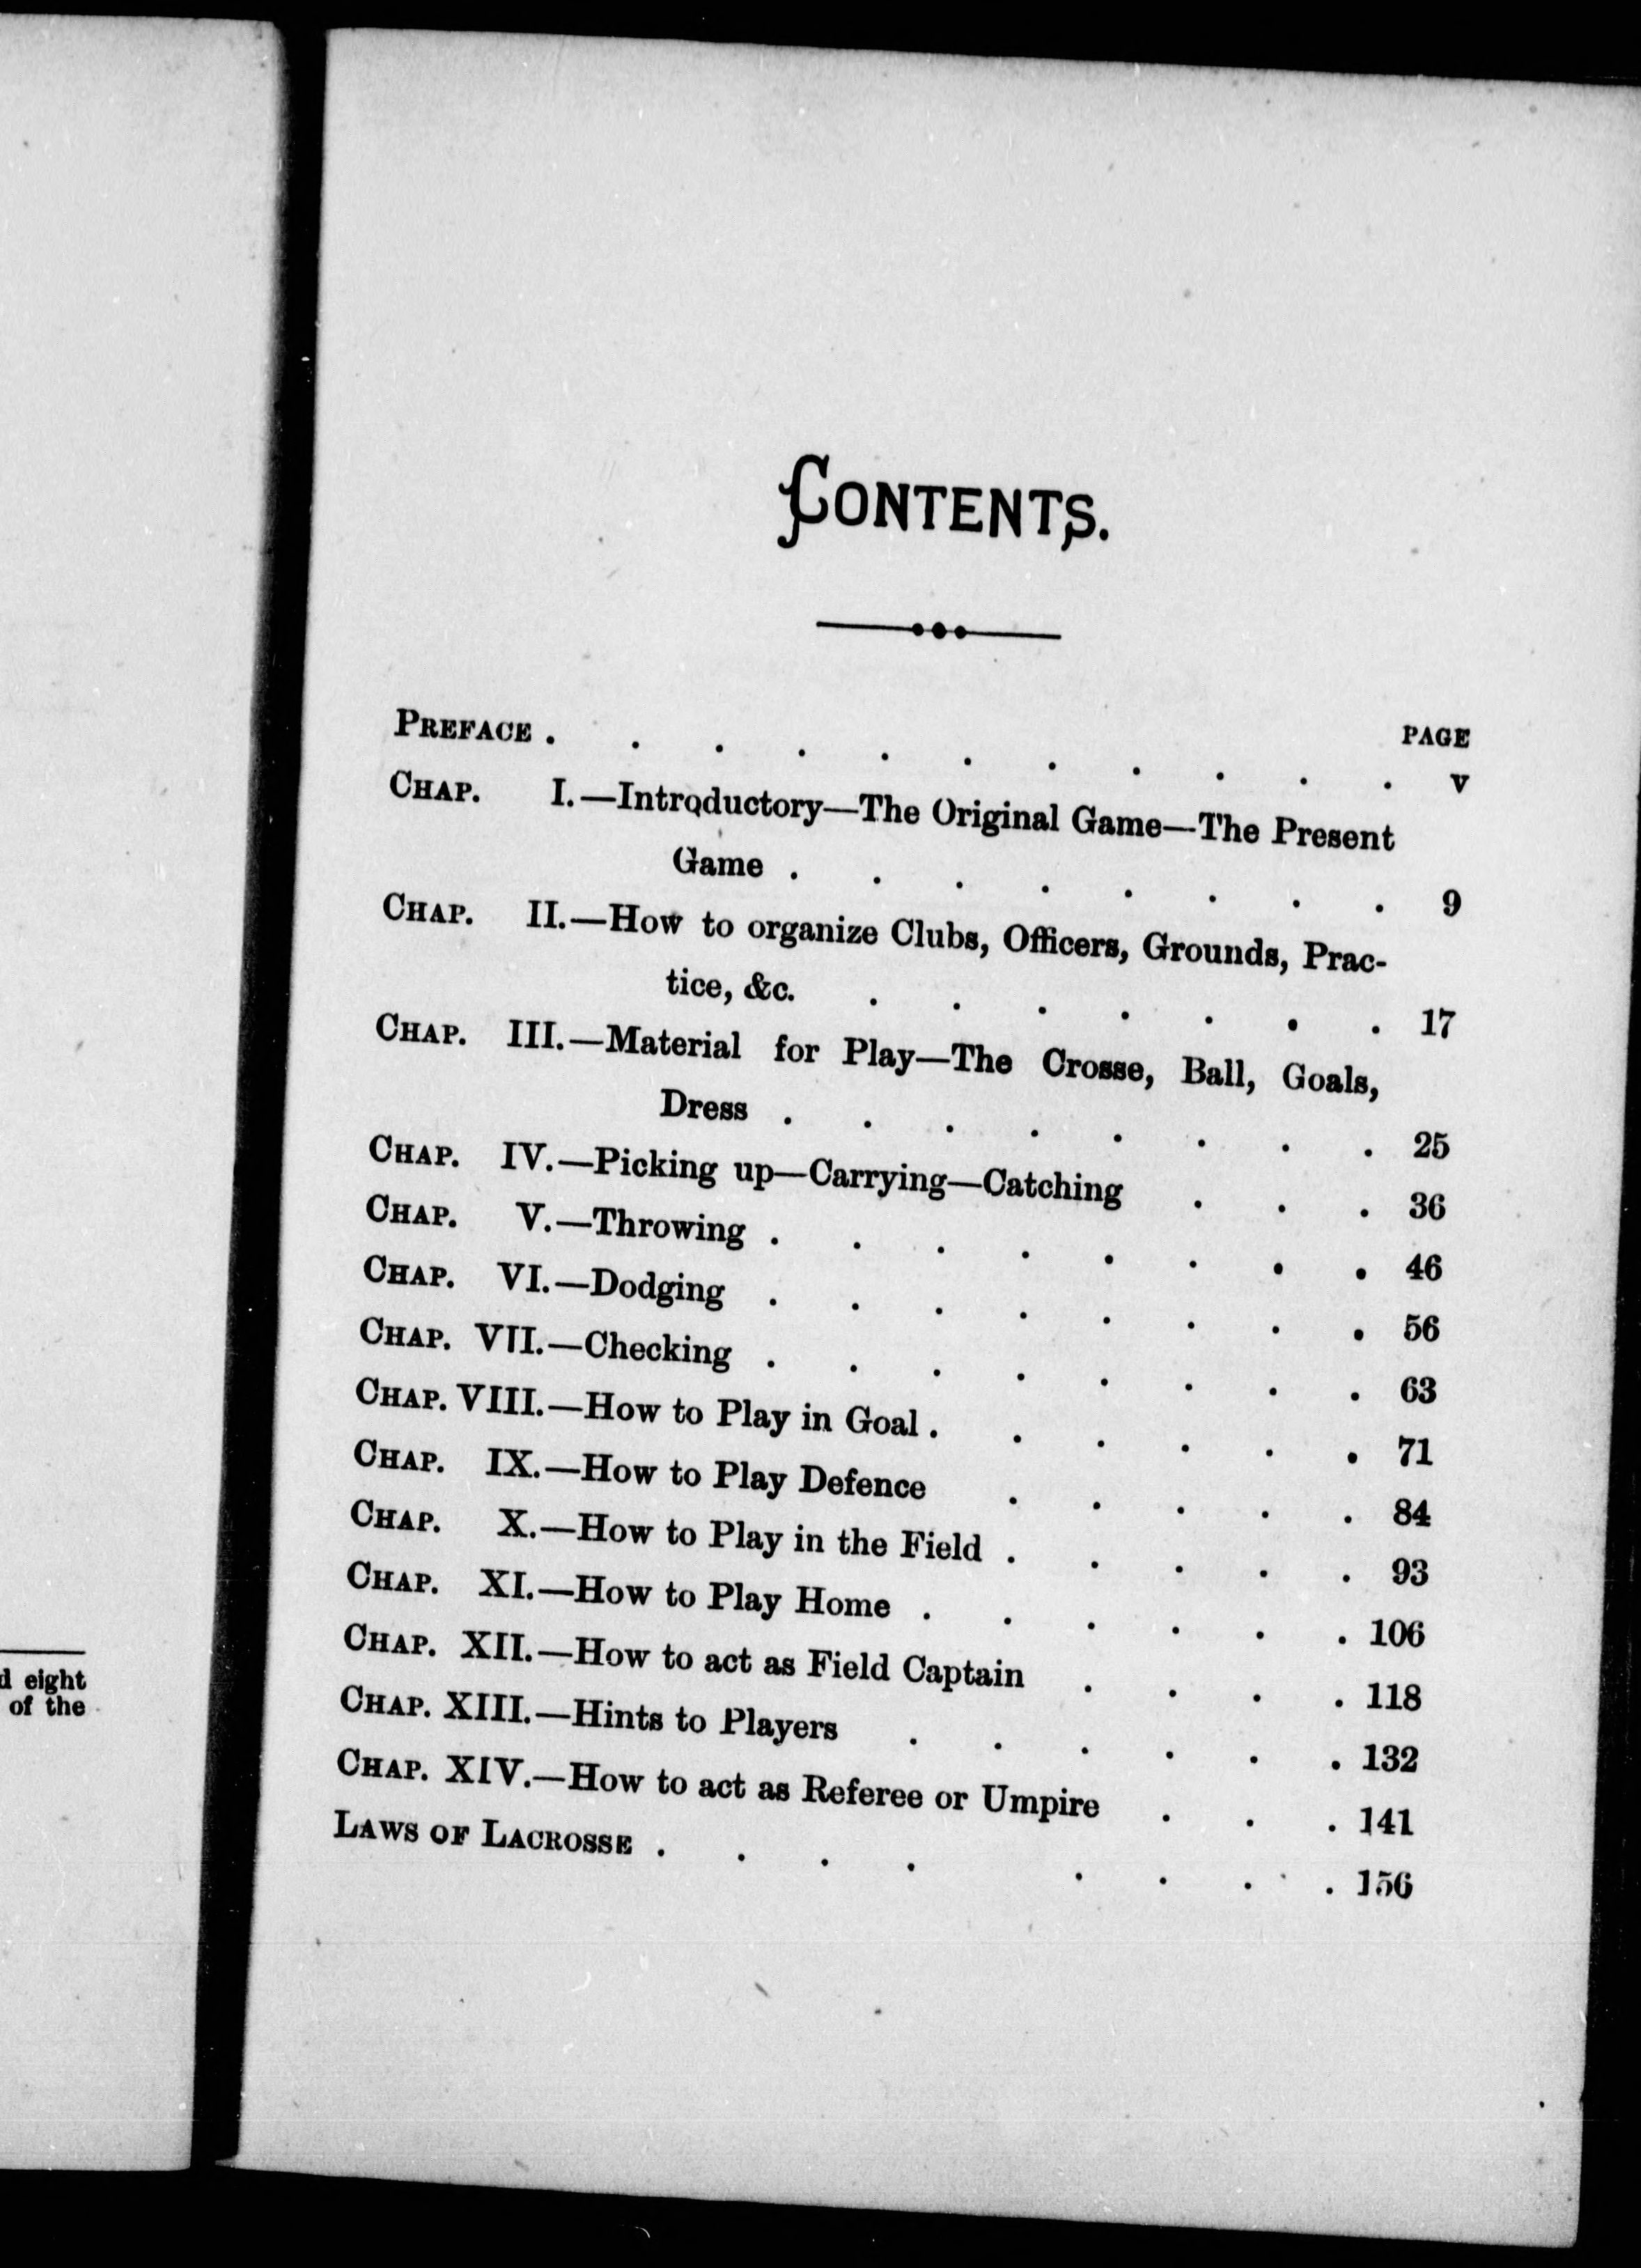 d eight
of the
CONTENTS.
PAGE
PREFACE . . . . . . . . . . . V
CHAP. I.—Introductory—The Original Game—The Present
Game . . . . . . . . 9
CHAP. II.—How to organize Clubs, Officers, Grounds, Prac-
tice, &c. . . . . . . . 17
CHAP. III.—Material for Play—The Crosse, Ball, Goals,
Dress . . . . . . . . 25
CHAP. IV.—Picking up—Carrying—Catching . . . 36
CHAP. V.—Throwing . . . . . . . . 46
CHAP. VI.—Dodging . . . . . . . . 56
CHAP. VII.—Checking . . . . . . . . 63
CHAP. VIII.—How to Play in Goal . . . . . . 71
CHAP. IX.—How to Play Defence . . . . . 84
CHAP. X.—How to Play in the Field . . . . . 93
CHAP. XI.—How to Play Home . . . . . . 106
CHAP. XII.—How to act as Field Captain . . . . 118
CHAP. XIII.—Hints to Players . . . . . . 132
CHAP. XIV.—How to act as Referee or Umpire . . . 141
LAWS OF LACROSSE . . . . . . . . 156